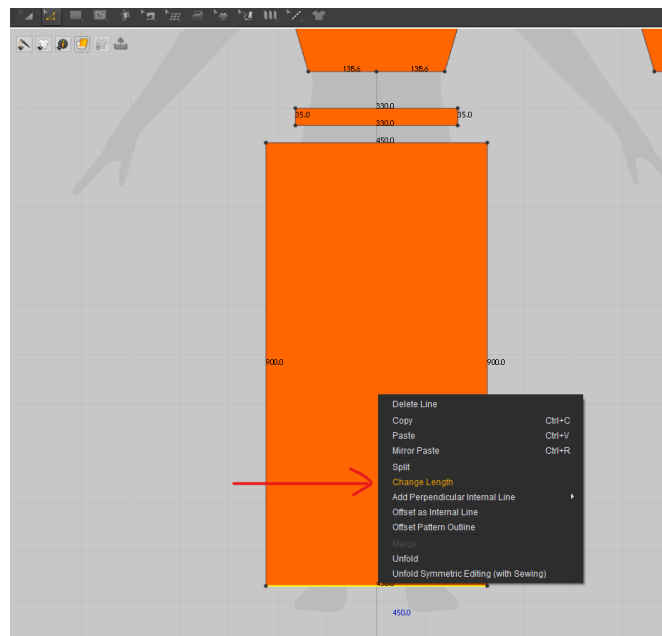 138.6 138.6
330.0
35.0 35.0
330.0
450.0
900.0 900.0
Delete Line
Copy Ctrl+C
Paste Ctrl+V
Mirror Paste Ctrl+R
Split
Change Length
Add Perpendicular Internal Line
Offset as Internal Line
Offset Pattern Outline
Merge
Unfold
Unfold Symmetric Editing (with Sewing)
450.0